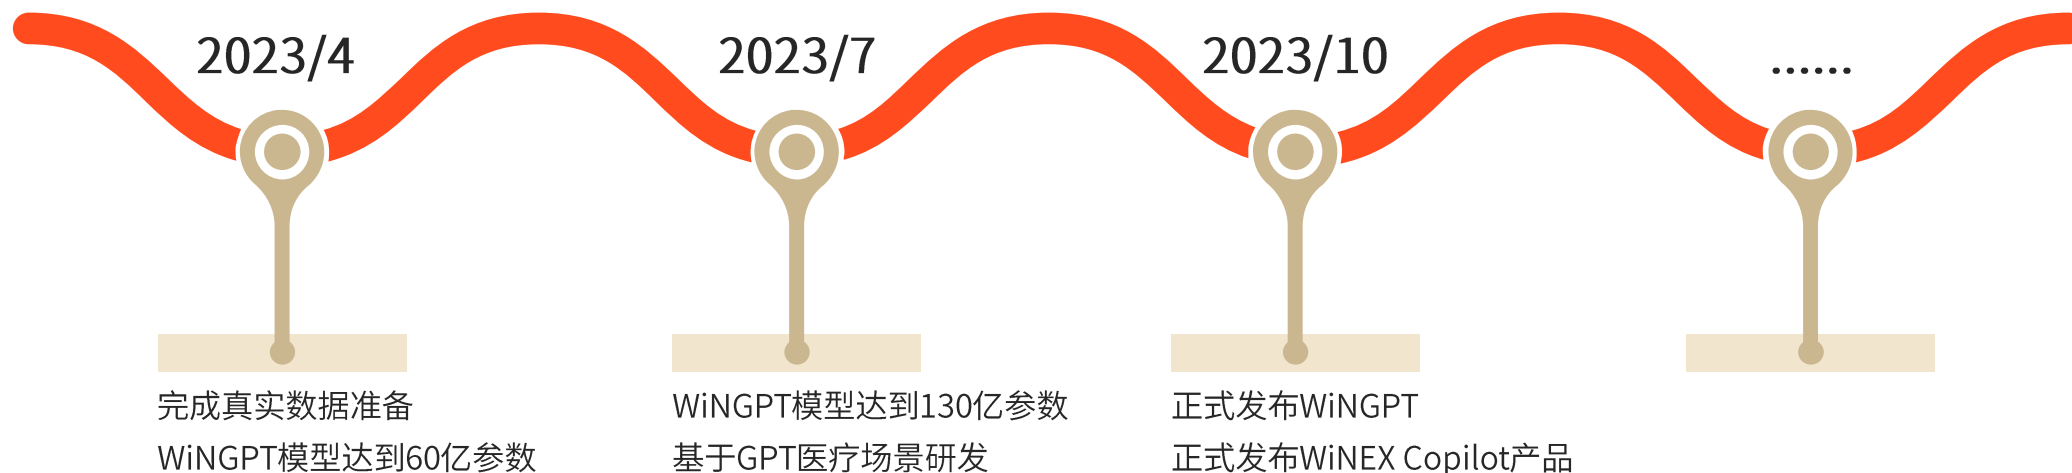 2023/4
2023/7
2023/10
......
完成真实数据准备
WiNGPT模型达到60亿参数
WiNGPT模型达到130亿参数
基于GPT医疗场景研发
正式发布WiNGPT
正式发布WiNEX Copilot产品